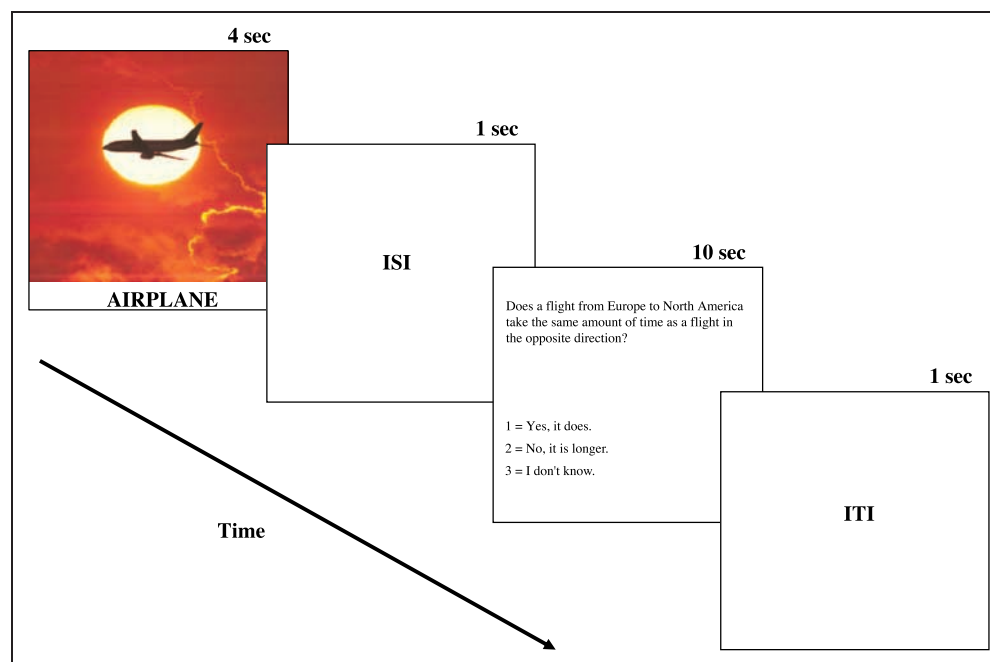 4 sec
AIRPLANE
1 sec
ISI
10 sec
Does a flight from Europe to North America
take the same amount of time as a flight in
the opposite direction?
1 = Yes, it does.
2 = No, it is longer.
3 = I don't know.
1 sec
ITI
Time